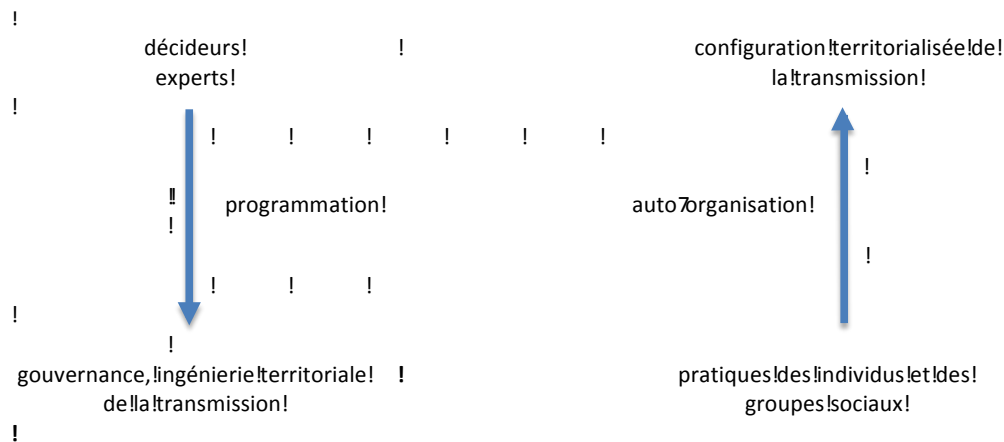 !
décideurs! ! configuration!territorialisée!de!
experts! la!transmission!
!
! ! ! ! ! !
!
!! programmation! auto7organisation!
!
!
! ! !
!
!
gouvernance,!ingénierie!territoriale! ! pratiques!des!individus!et!des!
de!la!transmission! groupes!sociaux!
!